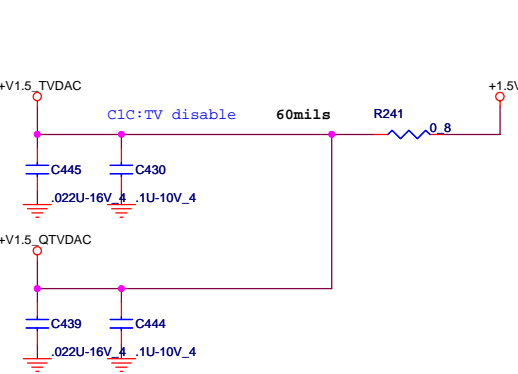 +V1.5_TVDAC
+1.5V
C1C:TV disable
60mils
R241
0_8
C445
C430
.022U-16V_4
.1U-10V_4
+V1.5_QTVDAC
C439
C444
.022U-16V_4
.1U-10V_4